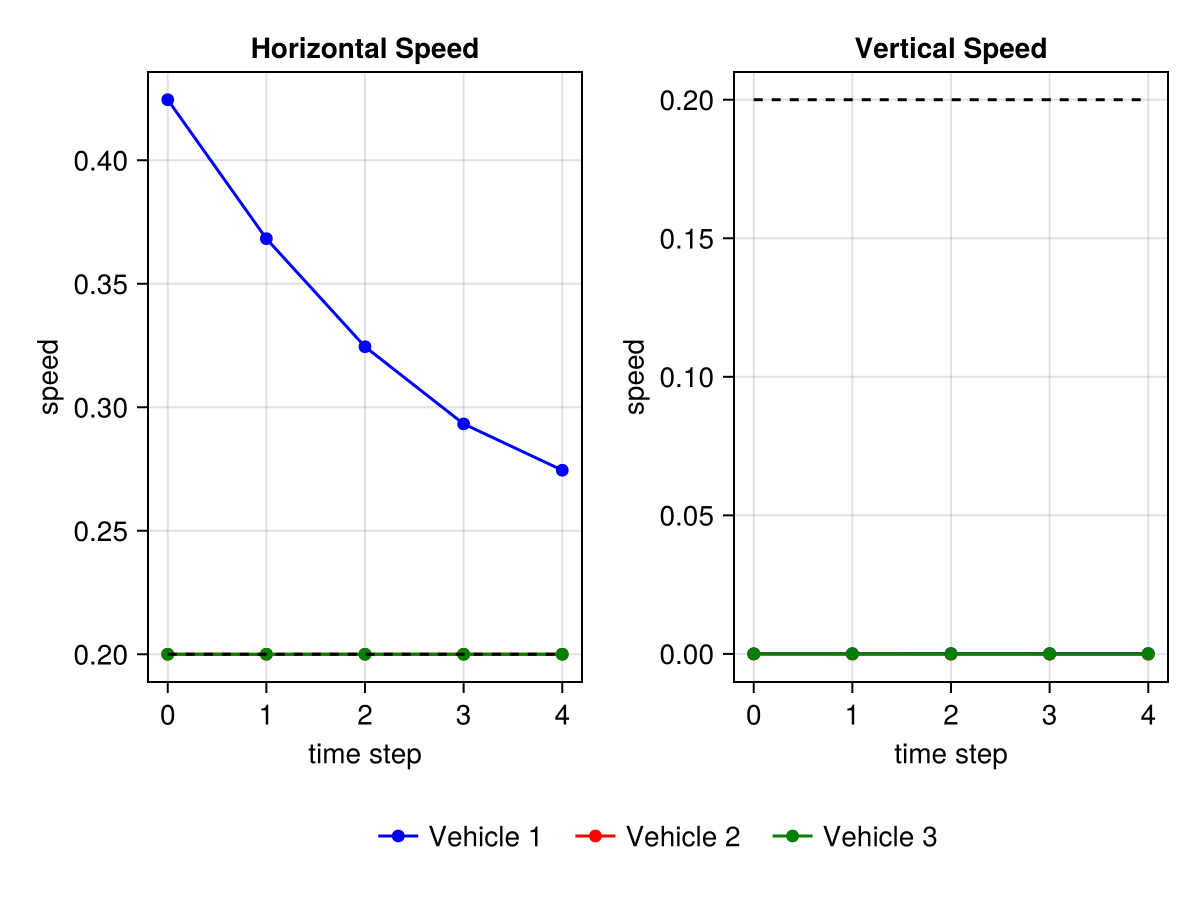 Horizontal Speed
speed
0.40
0.35
0.30
0.25
0.20
0 1 2 3 4
time step
Vertical Speed
speed
0.20
0.15
0.10
0.05
0.00
0 1 2 3 4
time step
Vehicle 1 Vehicle 2 Vehicle 3